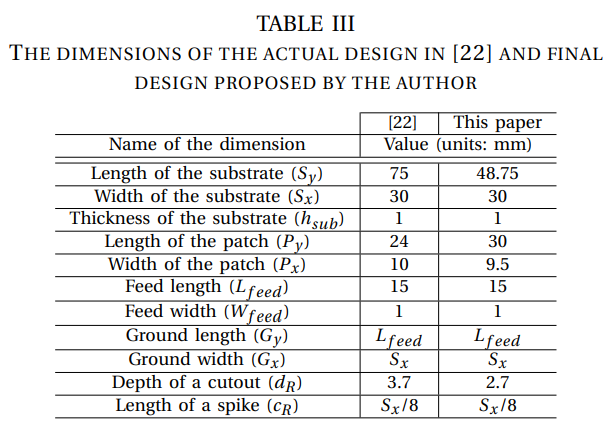 TABLE III
THE DIMENSIONS OF THE ACTUAL DESIGN IN [22] AND FINAL
DESIGN PROPOSED BY THE AUTHOR
[22] This paper
Name of the dimension Value (units: mm)
Length of the substrate (Sy) 75 48.75
Width of the substrate (Sx) 30 30
Thickness of the substrate (hsub) 1 1
Length of the patch (Py) 24 30
Width of the patch (Px) 10 9.5
Feed length (Lfeed) 15 15
Feed width (Wfeed) 1 1
Ground length (Gy) Lfeed Lfeed
Ground width (Gx) Sx Sx
Depth of a cutout (dR) 3.7 2.7
Length of a spike (cR) Sx/8 Sx/8